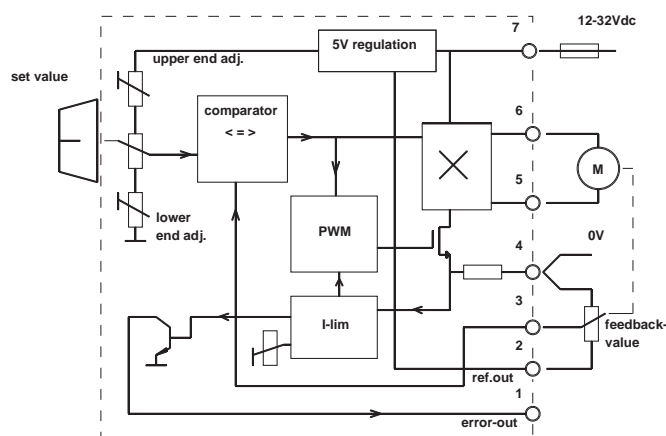 7
12-32Vdc
upper end adj.
5V regulation
set value
comparator
< = >
6
M
5
lower
end adj.
PWM
4
0V
3
I-lim
feedback-
value
2
ref.out
1
error-out